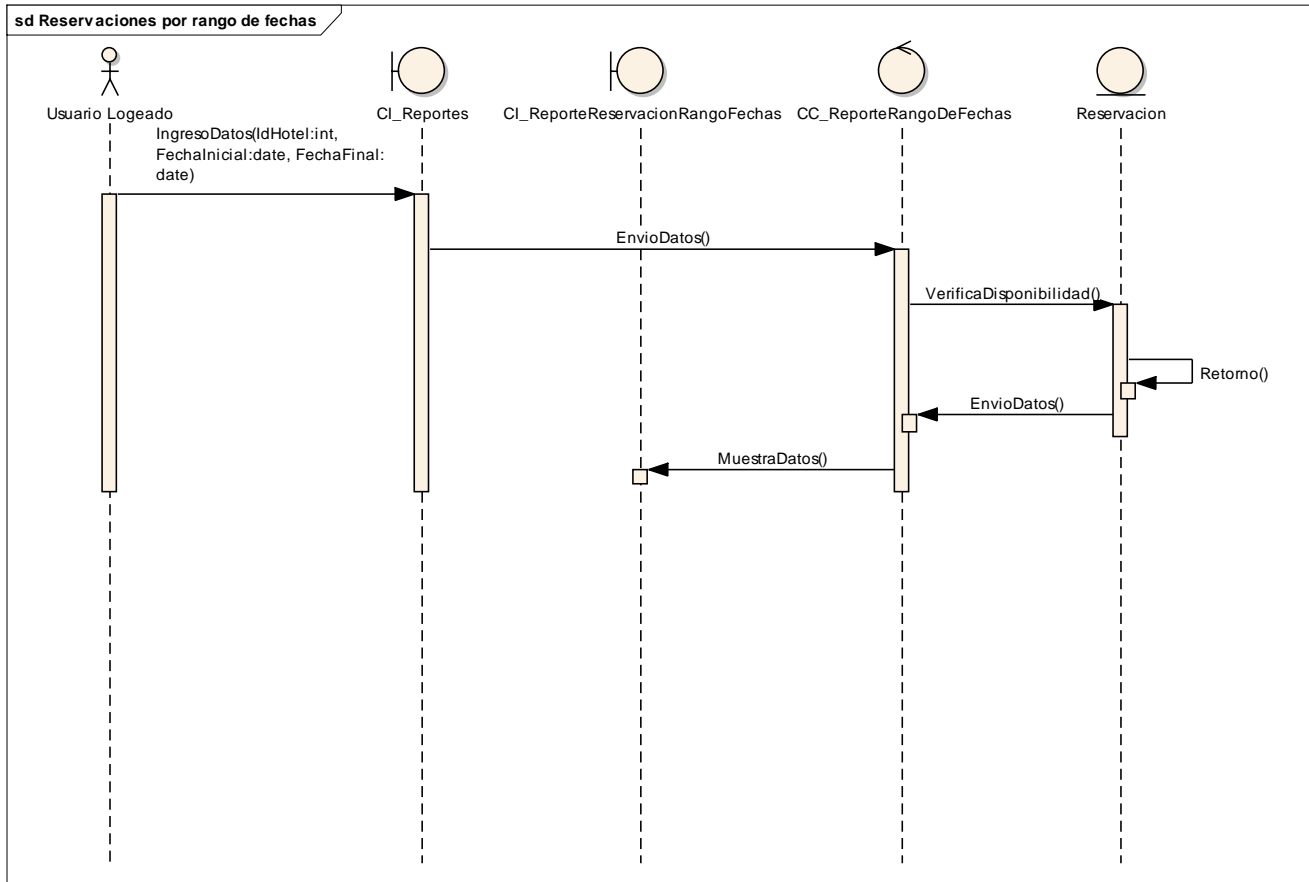 sd Reservaciones por rango de fechas
Usuario Logeado
CI_Reportes
CI_ReporteReservacionRangoFechas
CC_ReporteRangoDeFechas
Reservacion
IngresoDatos(IdHotel:int,
FechaInicial:date, FechaFinal:
date)
EnvioDatos()
VerificaDisponibilidad()
Retorno()
EnvioDatos()
MuestraDatos()